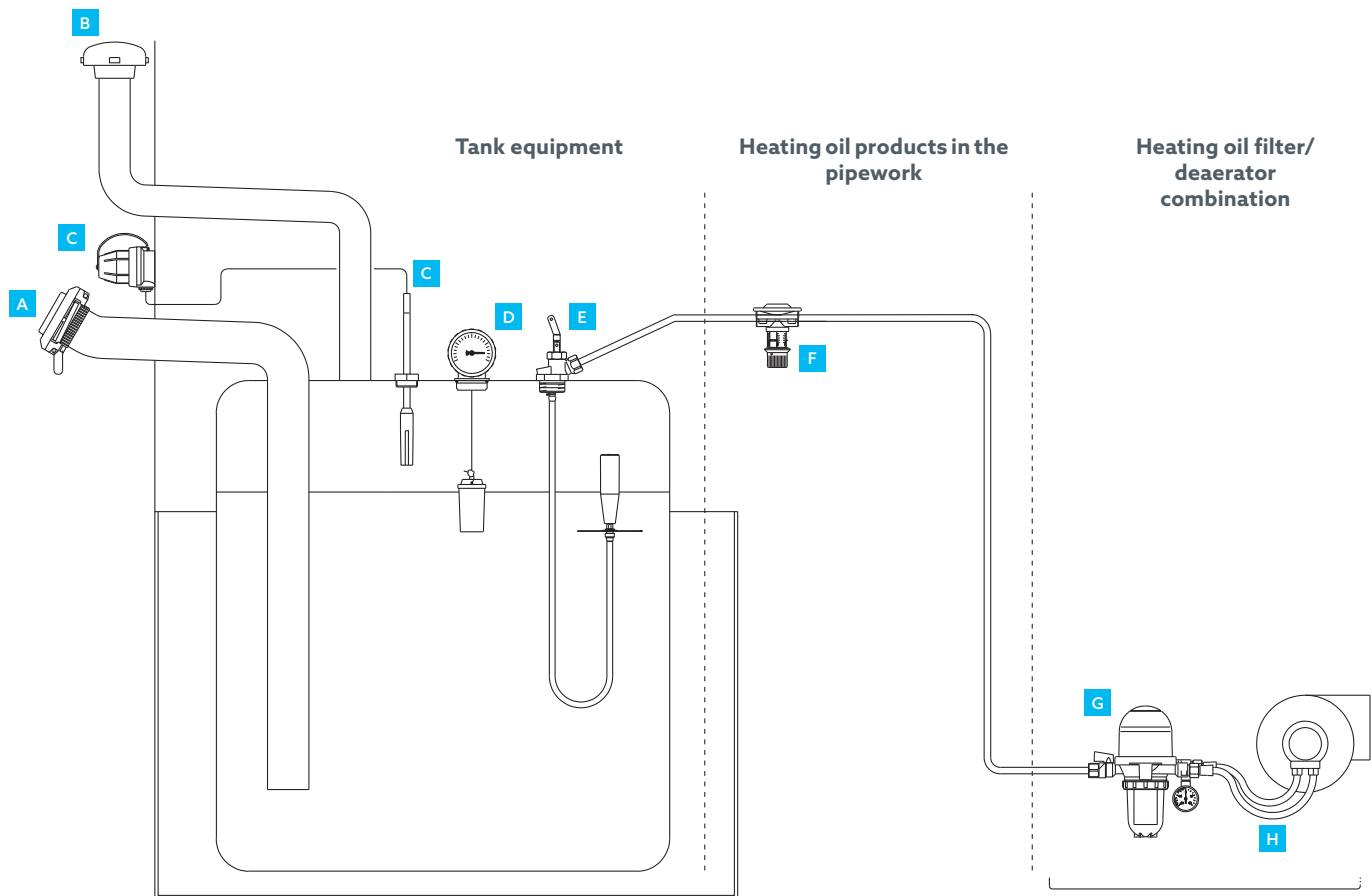 B
Tank equipment
Heating oil products in the
pipework
Heating oil filter/
deaerator
combination
C
C
A
D
E
F
G
H